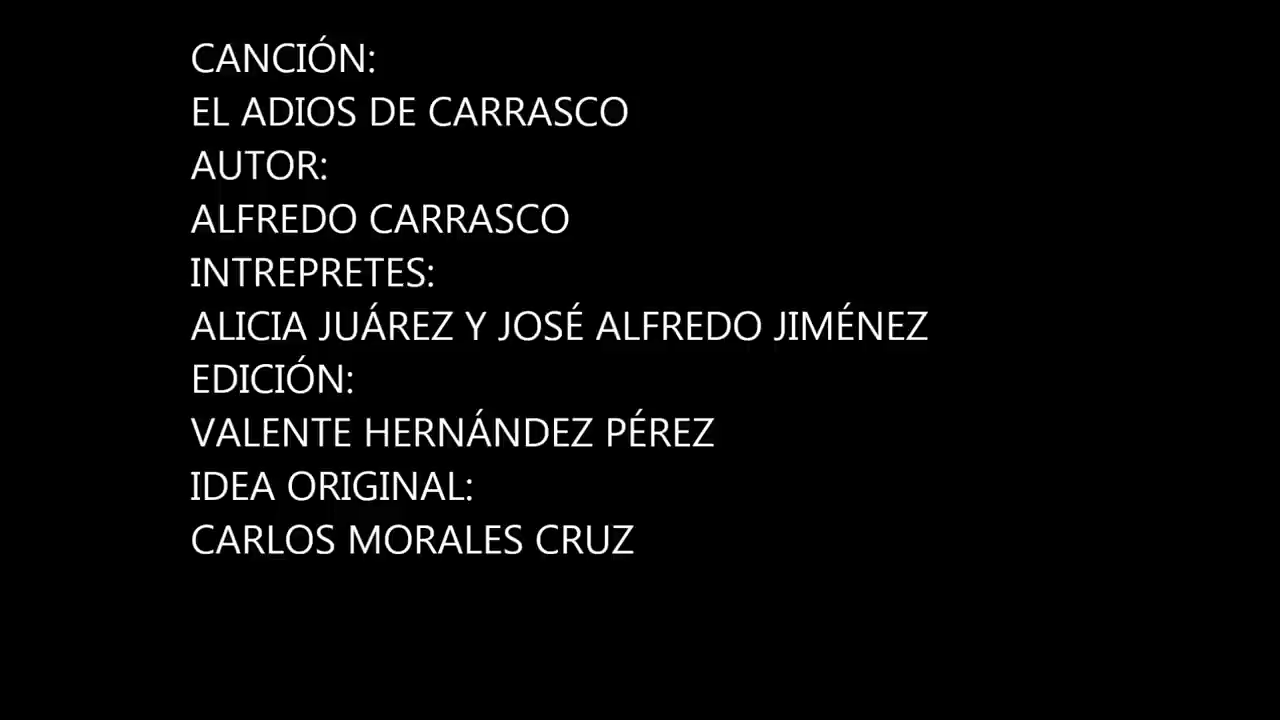 CANCIÓN:
EL ADIOS DE CARRASCO
AUTOR:
ALFREDO CARRASCO
INTREPRETES:
ALICIA JUÁREZ Y JOSÉ ALFREDO JIMÉNEZ
EDICIÓN:
VALENTE HERNÁNDEZ PÉREZ
IDEA ORIGINAL:
CARLOS MORALES CRUZ